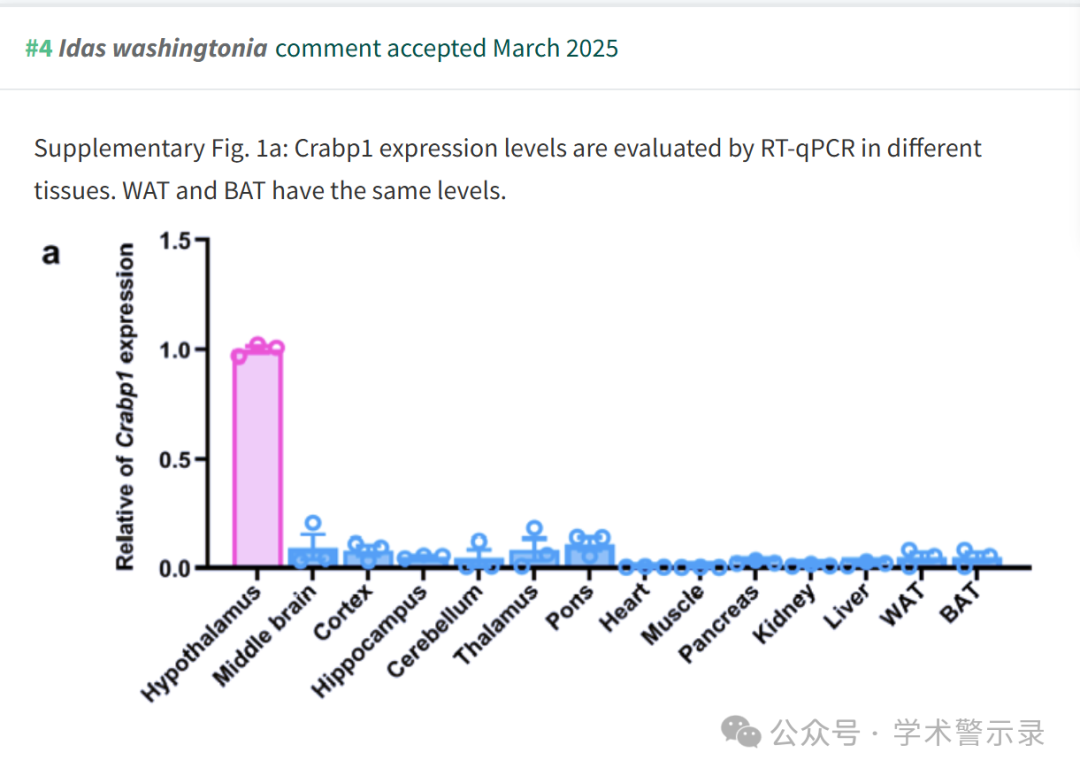 #4 Idas washingtonia comment accepted March 2025
Supplementary Fig. 1a: Crabp1 expression levels are evaluated by RT-qPCR in different
tissues. WAT and BAT have the same levels.
a
Relative of Crabp1 expression
1.5
1.0
0.5
0.0
Hypothalamus
Middle brain
Cortex
Hippocampus
Cerebellum
Thalamus
Pons
Heart
Muscle
Pancreas
Kidney
Liver
WAT
BAT
公众号 · 学术警示录